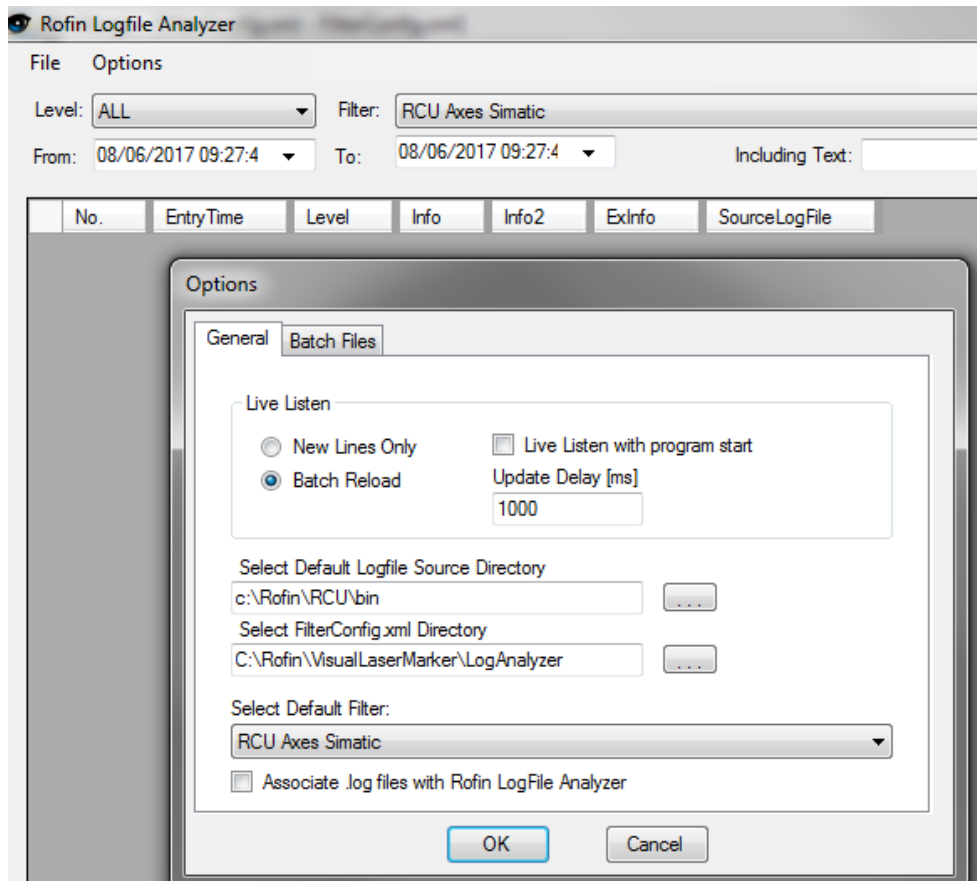 Rofin Logfile Analyzer
File Options
Level: ALL Filter: RCU Axes Simatic
From: 08/06/2017 09:27:4 To: 08/06/2017 09:27:4 Including Text:
No. EntryTime Level Info Info2 ExInfo SourceLogFile
Options
General Batch Files
Live Listen
New Lines Only Live Listen with program start
Batch Reload Update Delay [ms]
1000
Select Default Logfile Source Directory
c:\Rofin\RCU\bin ...
Select FilterConfig.xml Directory
C:\Rofin\VisualLaserMarker\LogAnalyzer ...
Select Default Filter:
RCU Axes Simatic
Associate .log files with Rofin LogFile Analyzer
OK Cancel